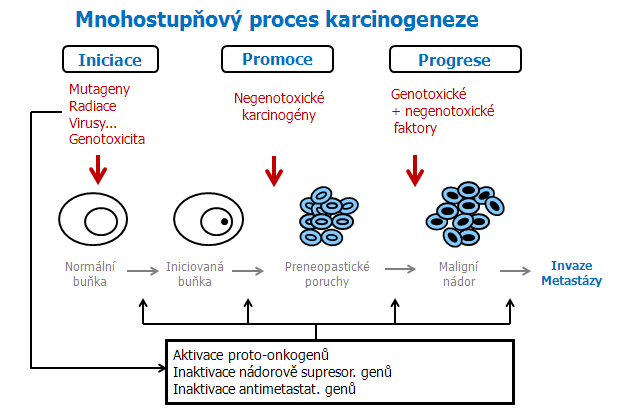 Mnohostupňový proces karcinogeneze
Iniciace
Promoce
Progrese
Mutageny
Radiace
Virusy...
Genotoxicita
Negenotoxické
karcinogény
Genotoxické
+ negenotoxické
faktory
Normální
buňka
Iniciovaná
buňka
Preneopastické
poruchy
Maligní
nádor
Invaze
Metastázy
Aktivace proto-onkogenů
Inaktivace nádorově supresor. genů
Inaktivace antimetastat. genů